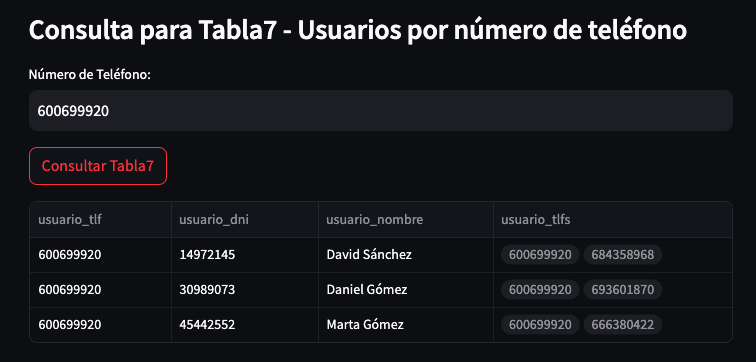 Consulta para Tabla7 - Usuarios por número de teléfono
Número de Teléfono:
600699920
Consultar Tabla7
usuario_tlf usuario_dni usuario_nombre usuario_tlfs
600699920 14972145 David Sánchez 600699920 684358968
600699920 30989073 Daniel Gómez 600699920 693601870
600699920 45442552 Marta Gómez 600699920 666380422